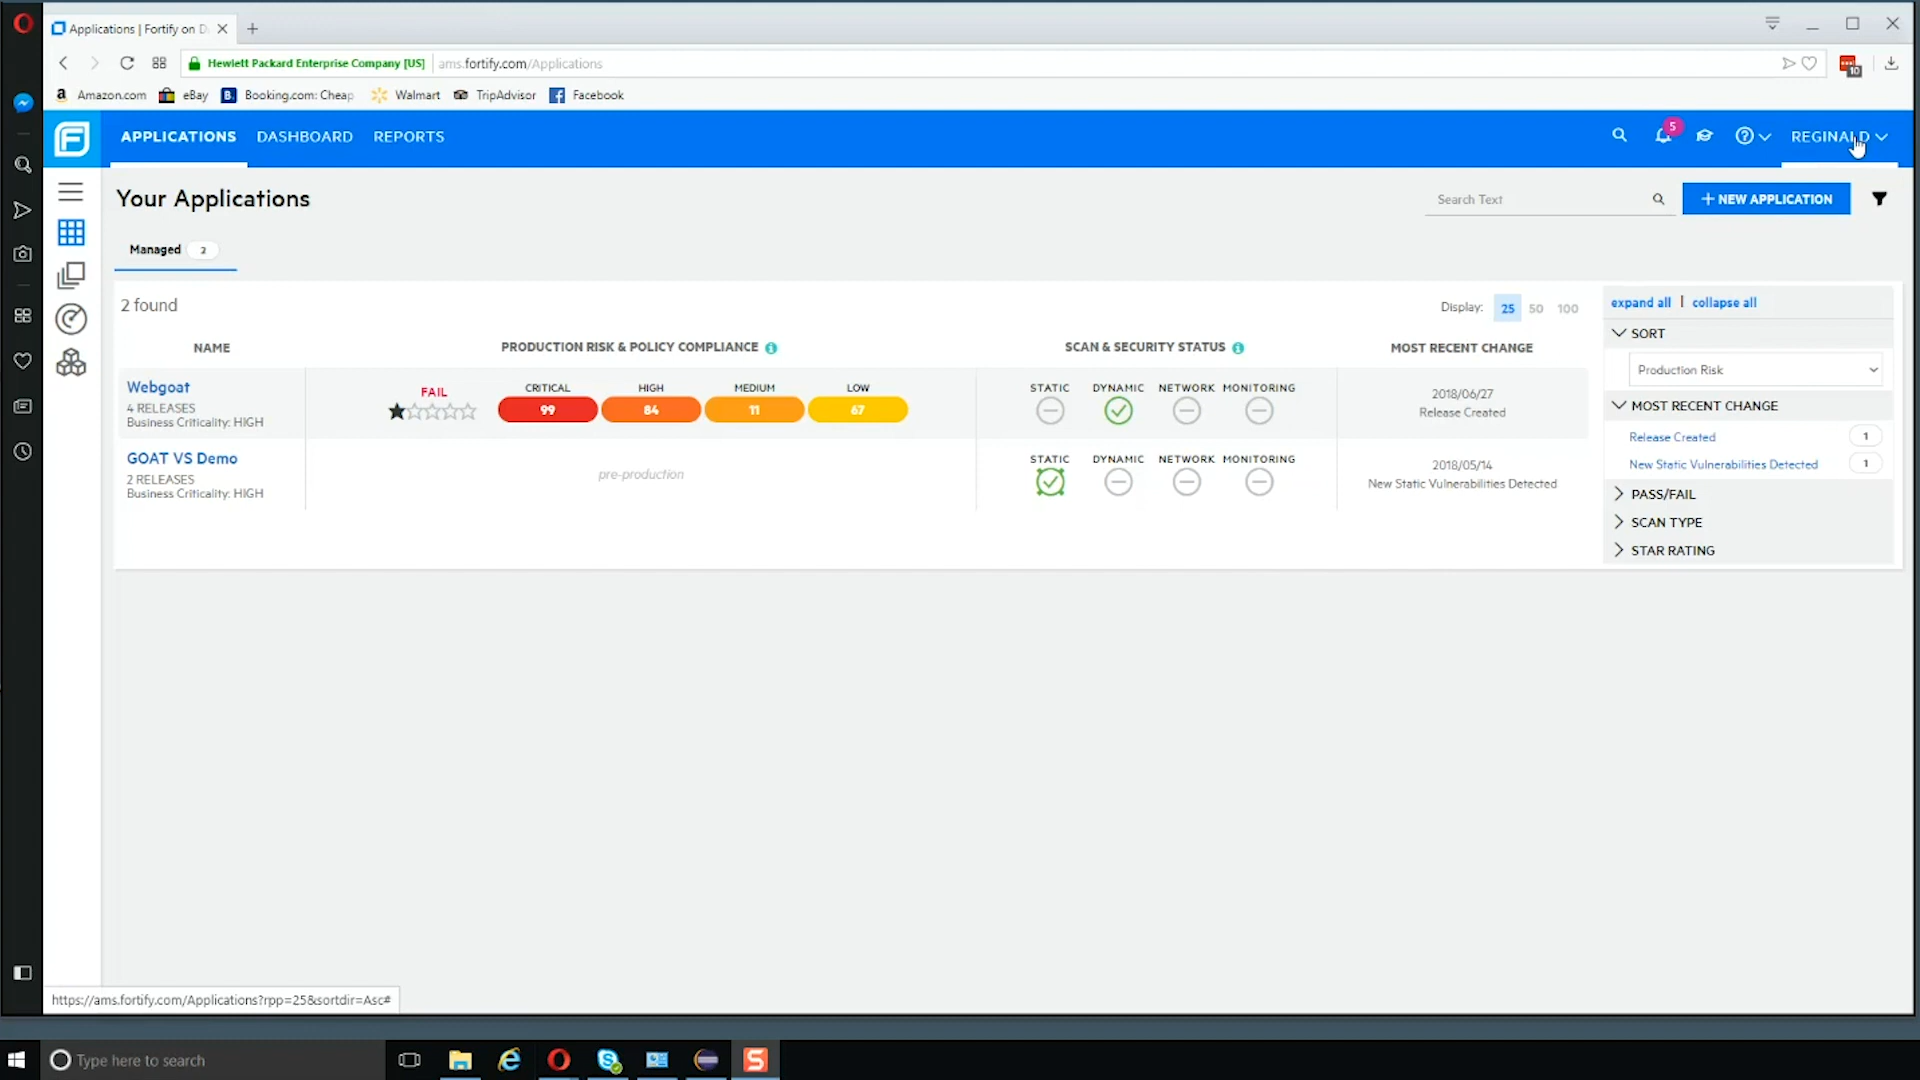 Applications | Fortify on D
Hewlett Packard Enterprise Company [US] ams.fortify.com/Applications
10
Amazon.com eBay Booking.com: Cheap Walmart TripAdvisor Facebook
APPLICATIONS DASHBOARD REPORTS 5 REGINALD
Your Applications
Search Text + NEW APPLICATION
Managed 2
2 found
Display: 25 50 100
expand all | collapse all
NAME PRODUCTION RISK & POLICY COMPLIANCE SCAN & SECURITY STATUS MOST RECENT CHANGE
SORT
Production Risk
Webgoat
4 RELEASES
Business Criticality: HIGH
FAIL
CRITICAL HIGH MEDIUM LOW
99 84 11 67
STATIC DYNAMIC NETWORK MONITORING
2018/06/27
Release Created
GOAT VS Demo
2 RELEASES
Business Criticality: HIGH
pre-production
STATIC DYNAMIC NETWORK MONITORING
2018/05/14
New Static Vulnerabilities Detected
MOST RECENT CHANGE
Release Created 1
New Static Vulnerabilities Detected 1
PASS/FAIL
SCAN TYPE
STAR RATING
https://ams.fortify.com/Applications?rpp=25&sortdir=Asc#
Type here to search